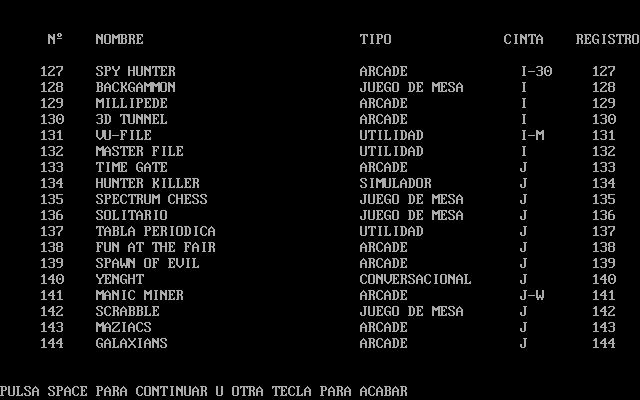 Nº NOMBRE TIPO CINTA REGISTRO
127 SPY HUNTER ARCADE I-30 127
128 BACKGAMMON JUEGO DE MESA I 128
129 MILLIPEDE ARCADE I 129
130 3D TUNNEL ARCADE I 130
131 VU-FILE UTILIDAD I-M 131
132 MASTER FILE UTILIDAD I 132
133 TIME GATE ARCADE J 133
134 HUNTER KILLER SIMULADOR J 134
135 SPECTRUM CHESS JUEGO DE MESA J 135
136 SOLITARIO JUEGO DE MESA J 136
137 TABLA PERIODICA UTILIDAD J 137
138 FUN AT THE FAIR ARCADE J 138
139 SPAWN OF EVIL ARCADE J 139
140 YENGHT CONVERSACIONAL J 140
141 MANIC MINER ARCADE J-W 141
142 SCRABBLE JUEGO DE MESA J 142
143 MAZIACS ARCADE J 143
144 GALAXIANS ARCADE J 144
PULSA SPACE PARA CONTINUAR U OTRA TECLA PARA ACABAR